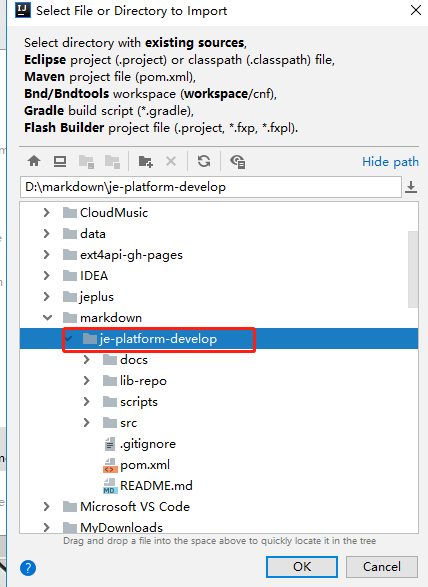 Select File or Directory to Import
Select directory with existing sources,
Eclipse project (.project) or classpath (.classpath) file,
Maven project file (pom.xml),
Bnd/Bndtools workspace (workspace/cnf),
Gradle build script (*.gradle),
Flash Builder project file (.project, *.fxp, *.fxpl).
Hide path
D:\markdown\je-platform-develop
CloudMusic
data
ext4api-gh-pages
IDEA
jeplus
markdown
je-platform-develop
docs
lib-repo
scripts
src
.gitignore
pom.xml
README.md
Microsoft VS Code
MyDownloads
Drag and drop a file into the space above to quickly locate it in the tree
OK Cancel